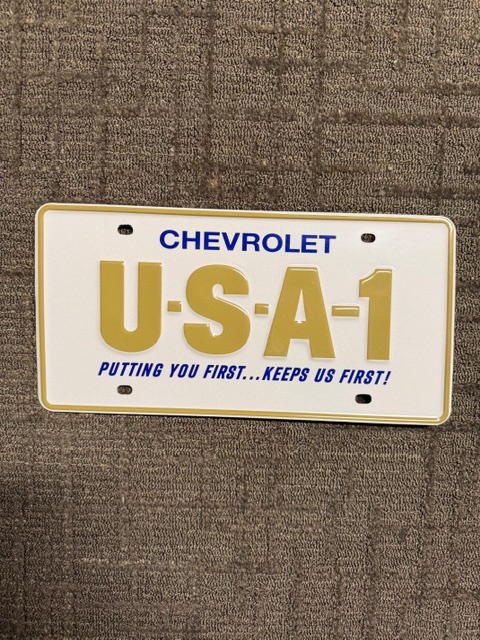 CHEVROLET
U-S-A-1
PUTTING YOU FIRST...KEEPS US FIRST!